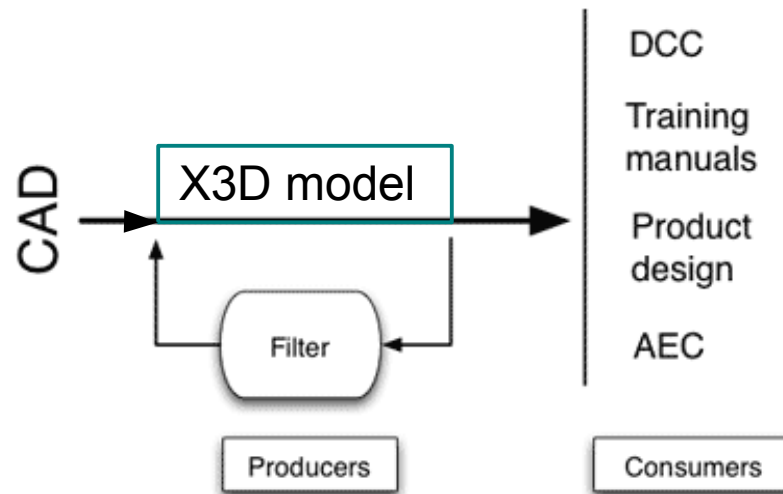 CAD
X3D model
Filter
Producers
DCC
Training
manuals
Product
design
AEC
Consumers